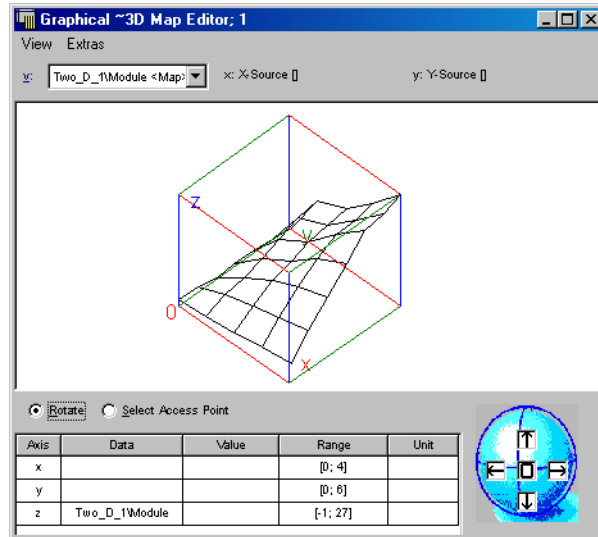 Graphical ~3D Map Editor; 1
View Extras
v: Two_D_1\Module <Map> x: X-Source [] y: Y-Source []
Z
y
0
x
Rotate Select Access Point
Axis Data Value Range Unit
x [0; 4]
y [0; 6]
z Two_D_1\Module [-1; 27]